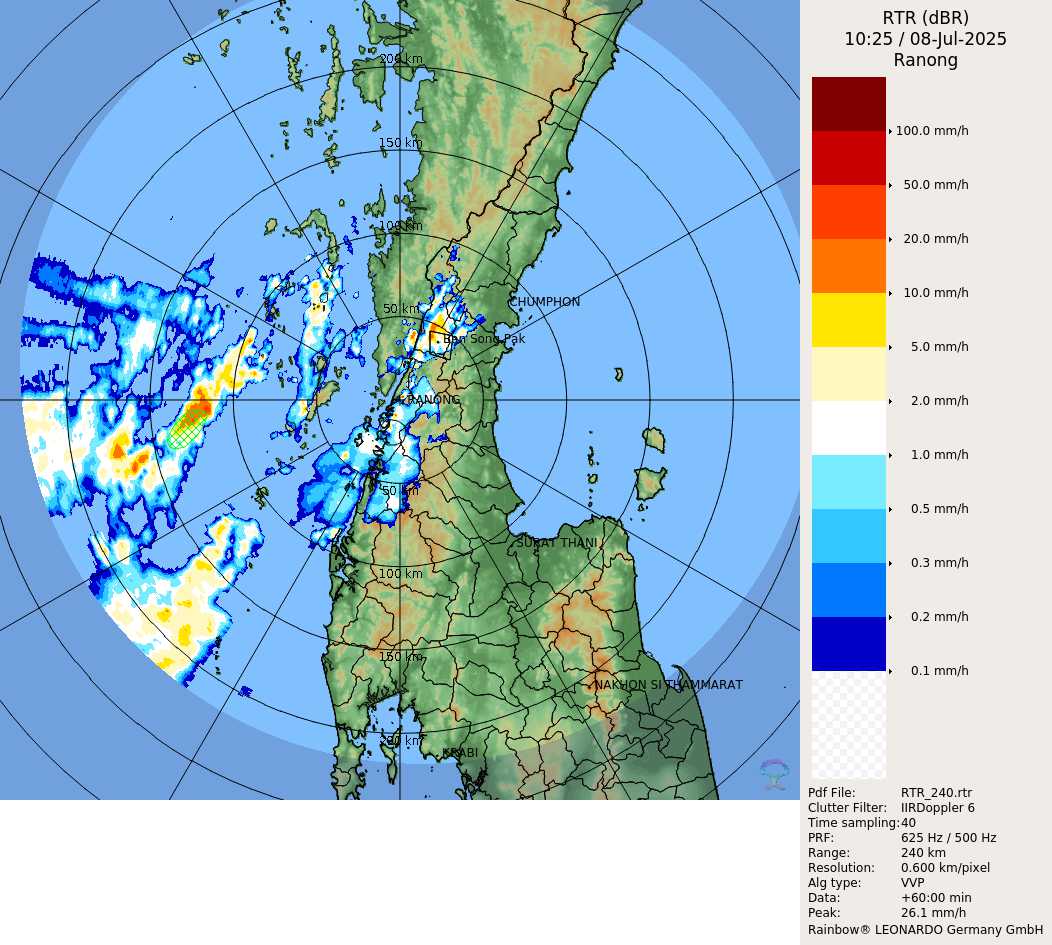 RTR (dBR)
10:25 / 08-Jul-2025
Ranong
100.0 mm/h
50.0 mm/h
20.0 mm/h
10.0 mm/h
5.0 mm/h
2.0 mm/h
1.0 mm/h
0.5 mm/h
0.3 mm/h
0.2 mm/h
0.1 mm/h
200 km
150 km
100 km
50 km
CHUMPHON
Ban Song Pak
RANONG
50 km
SURAT THANI
100 km
150 km
NAKHON SI THAMMARAT
200 km
KRABI
Pdf File: RTR_240.rtr
Clutter Filter: IIRDoppler 6
Time sampling:40
PRF: 625 Hz / 500 Hz
Range: 240 km
Resolution: 0.600 km/pixel
Alg type: VVP
Data: +60:00 min
Peak: 26.1 mm/h
Rainbow® LEONARDO Germany GmbH